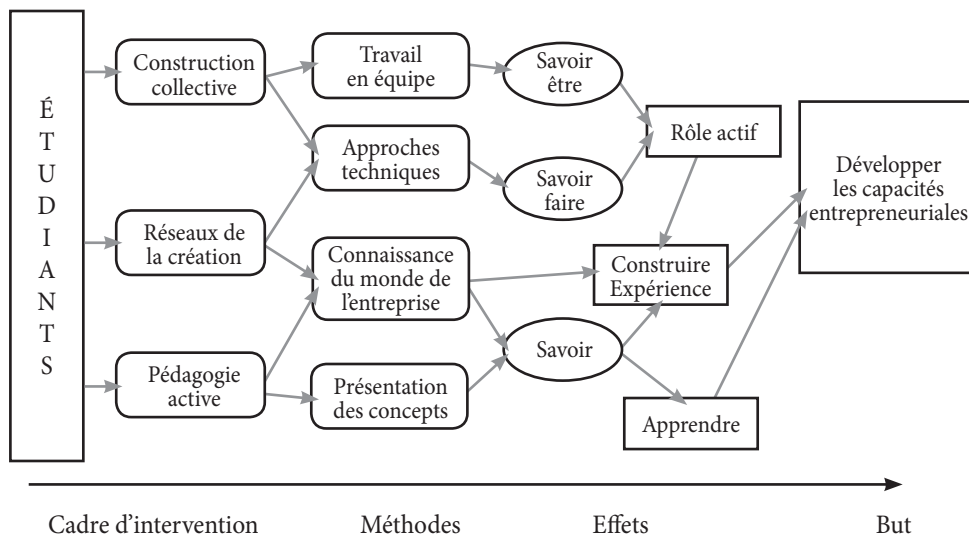 ÉTUDIANTS
Construction
collective
Réseaux de
la création
Pédagogie
active
Travail
en équipe
Approches
techniques
Connaissance
du monde de
l'entreprise
Présentation
des concepts
Savoir
être
Savoir
faire
Savoir
Rôle actif
Construire
Expérience
Apprendre
Développer
les capacités
entrepreneuriales
Cadre d'intervention
Méthodes
Effets
But